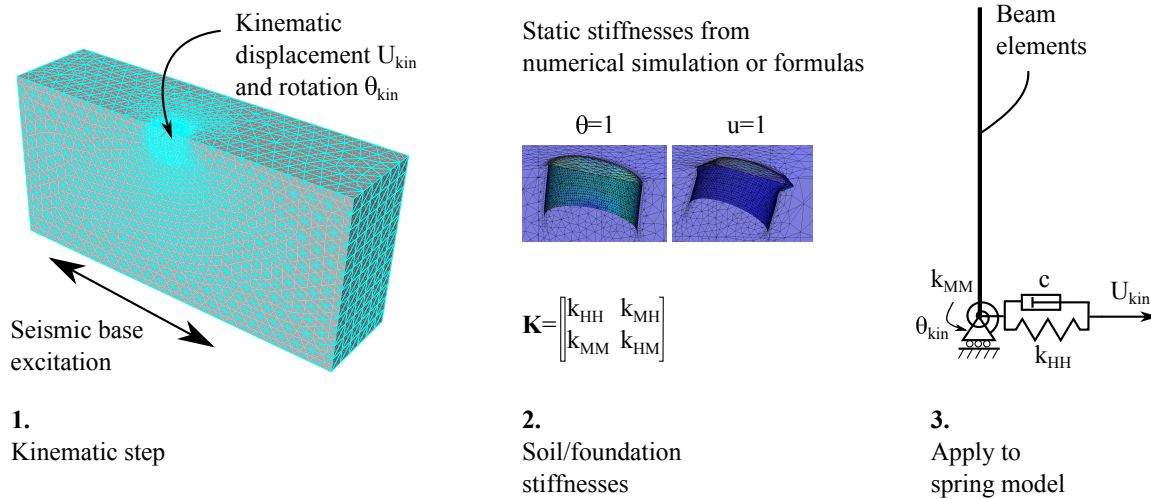 Kinematic
displacement U_kin
and rotation θ_kin
Seismic base
excitation
1.
Kinematic step
Static stiffnesses from
numerical simulation or formulas
θ=1
u=1
K=[k_HH k_MH
k_MM k_HM]
2.
Soil/foundation
stiffnesses
Beam
elements
k_MM
c
U_kin
θ_kin
k_HH
3.
Apply to
spring model